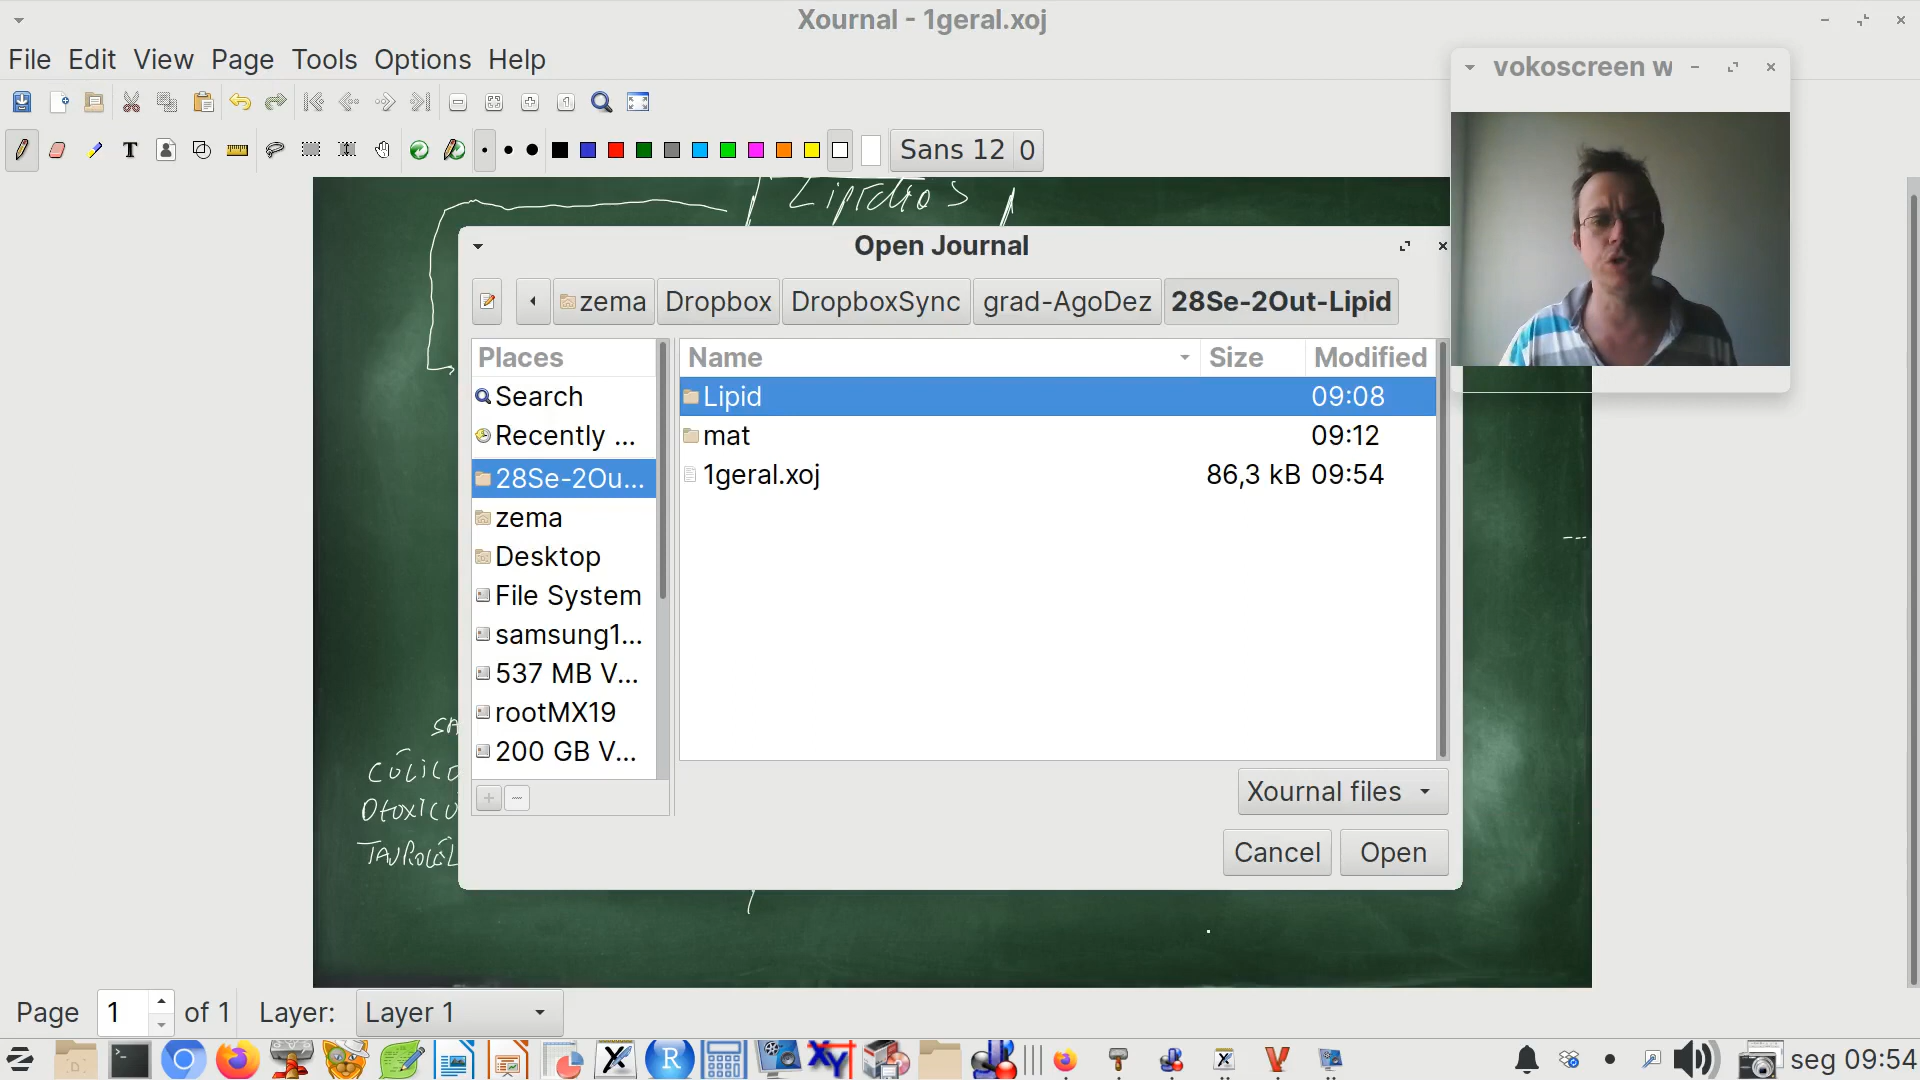 Xournal - 1geral.xoj
File Edit View Page Tools Options Help
vokoscreen w
T
Sans 12 0
Lipídios
Open Journal
zema Dropbox DropboxSync grad-AgoDez 28Se-2Out-Lipid
Places
Name Size Modified
Search
Lipid 09:08
Recently ...
mat 09:12
28Se-2Ou...
1geral.xoj 86,3 kB 09:54
zema
Desktop
File System
samsung1...
537 MB V...
rootMX19
200 GB V...
Xournal files
Cancel Open
Page 1 of 1 Layer: Layer 1
seg 09:54